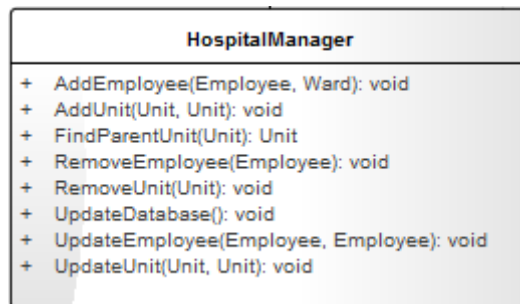 HospitalManager
+ AddEmployee(Employee, Ward): void
+ AddUnit(Unit, Unit): void
+ FindParentUnit(Unit): Unit
+ RemoveEmployee(Employee): void
+ RemoveUnit(Unit): void
+ UpdateDatabase(): void
+ UpdateEmployee(Employee, Employee): void
+ UpdateUnit(Unit, Unit): void